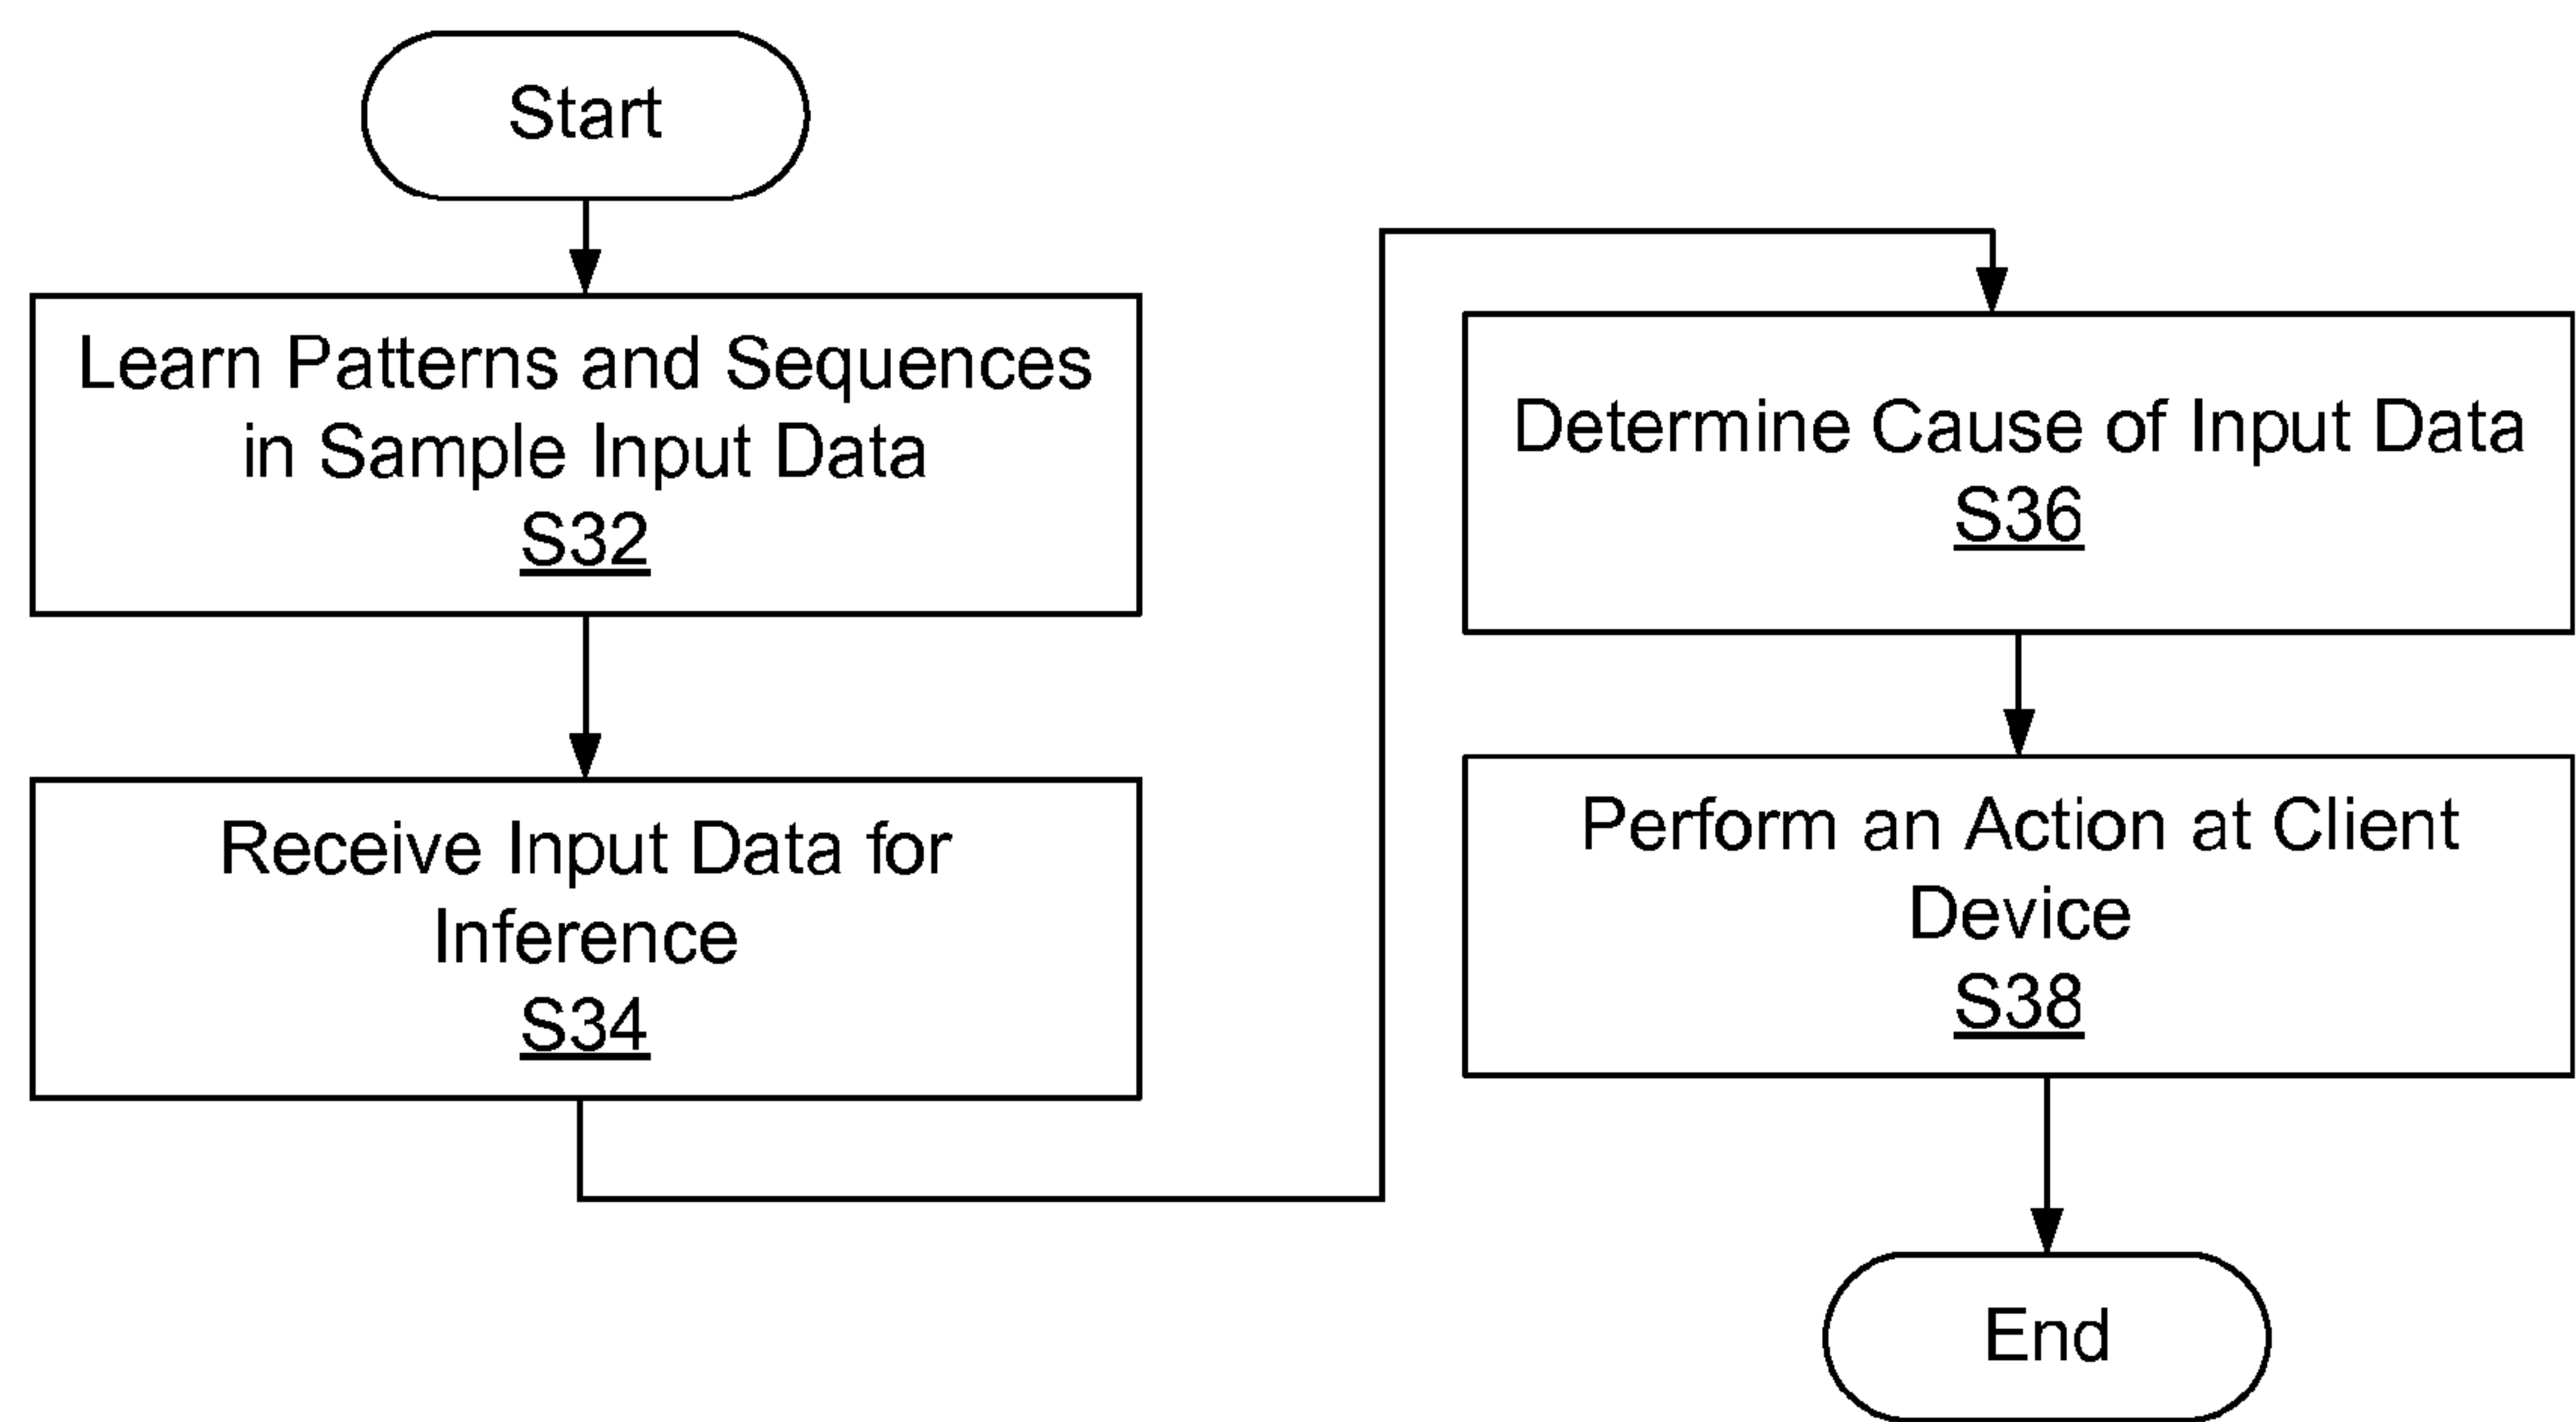 Start
Learn Patterns and Sequences
in Sample Input Data
S32
Receive Input Data for
Inference
S34
Determine Cause of Input Data
S36
Perform an Action at Client
Device
S38
End